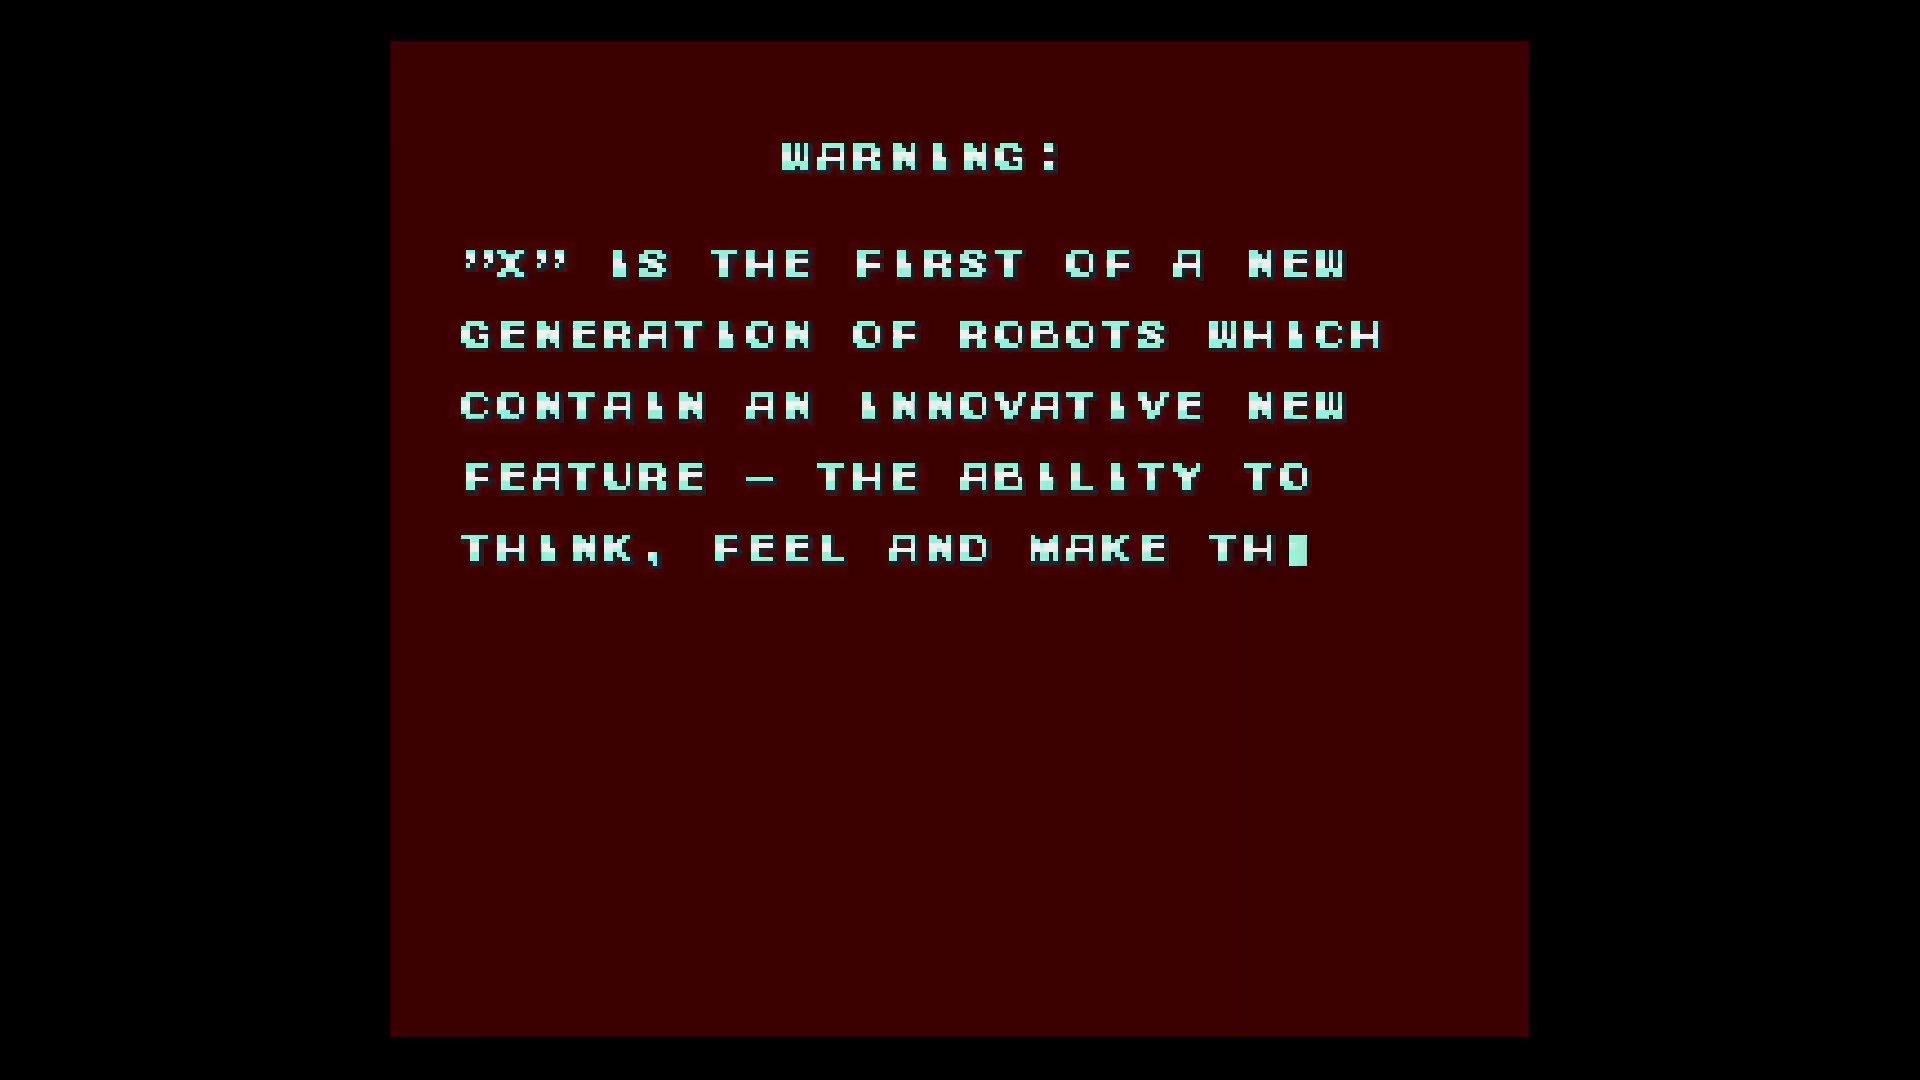 WARNING:
"X" IS THE FIRST OF A NEW
GENERATION OF ROBOTS WHICH
CONTAIN AN INNOVATIVE NEW
FEATURE – THE ABILITY TO
THINK, FEEL AND MAKE TH